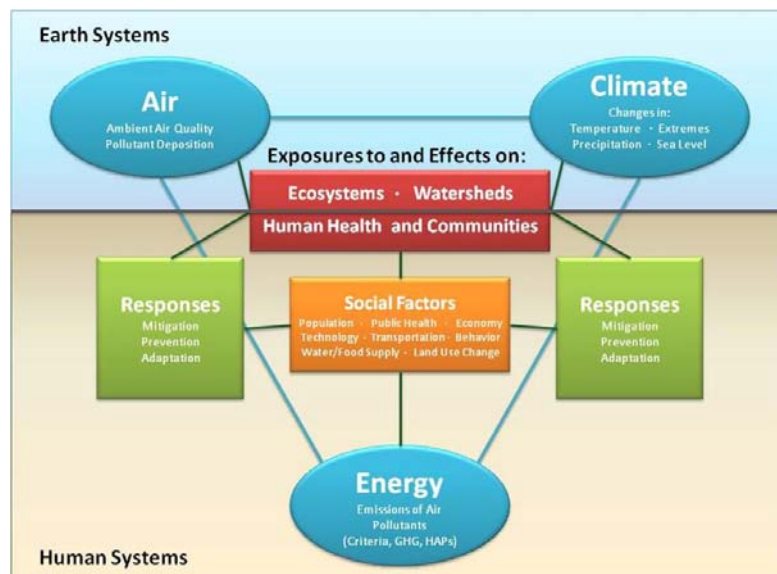 Earth Systems
Air
Ambient Air Quality
Pollutant Deposition
Climate
Changes in:
Temperature · Extremes
Precipitation · Sea Level
Exposures to and Effects on:
Ecosystems · Watersheds
Human Health and Communities
Responses
Mitigation
Prevention
Adaptation
Social Factors
Population · Public Health · Economy
Technology · Transportation · Behavior
Water/Food Supply · Land Use Change
Responses
Mitigation
Prevention
Adaptation
Energy
Emissions of Air
Pollutants
(Criteria, GHG, HAPs)
Human Systems